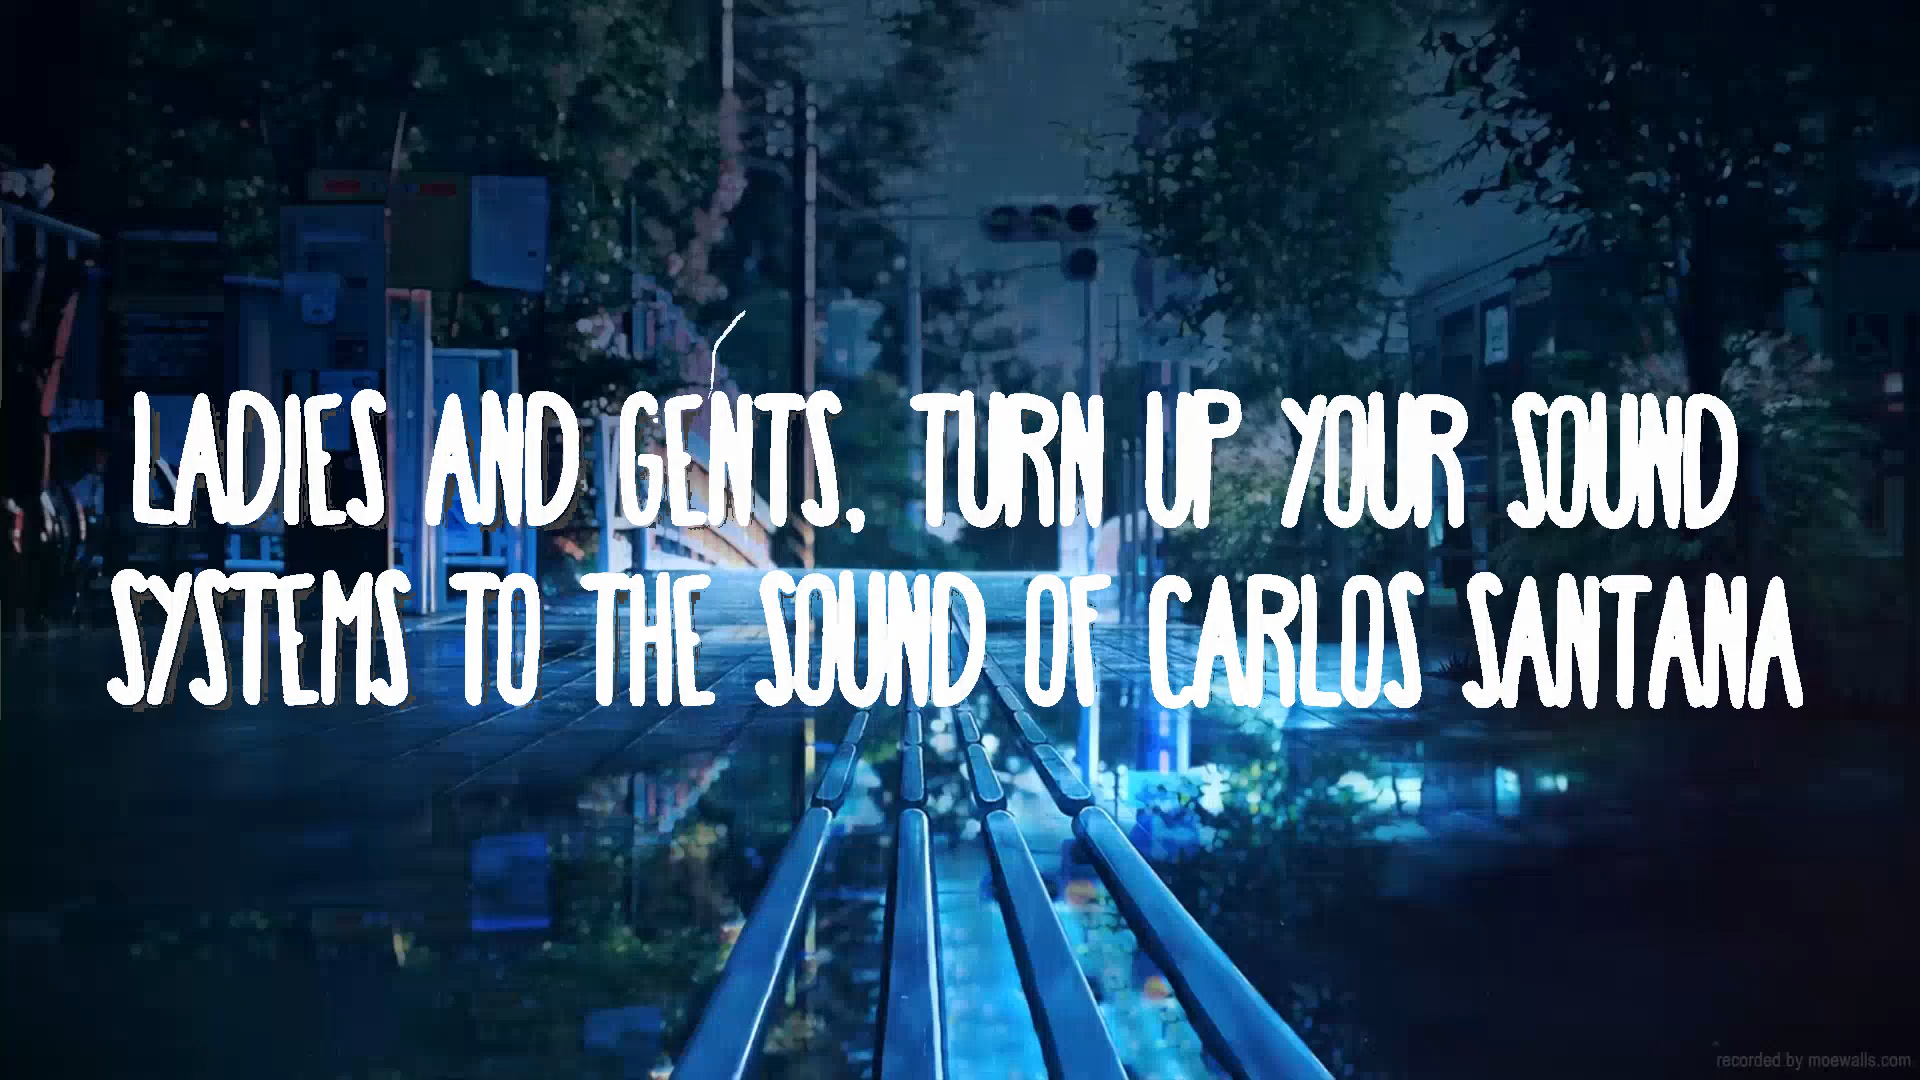 LADIES AND GENTS, TURN UP YOUR SOUND
SYSTEMS TO THE SOUND OF CARLOS SANTANA
recorded by moewalls.com